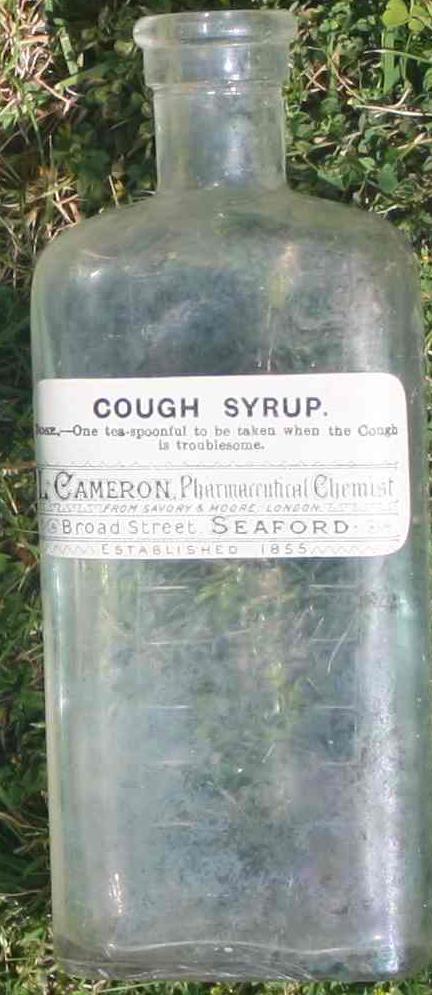 COUGH SYRUP.
DOSE,—One tea-spoonful to be taken when the Cough
is troublesome.
L. CAMERON, Pharmaceutical Chemist
FROM SAVORY & MOORE, LONDON.
Broad Street, SEAFORD.
ESTABLISHED 1855